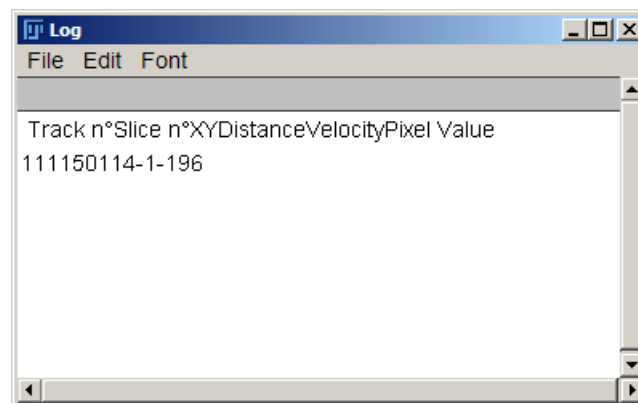 Log
File Edit Font
Track n°Slice n°XYDistanceVelocityPixel Value
111150114-1-196